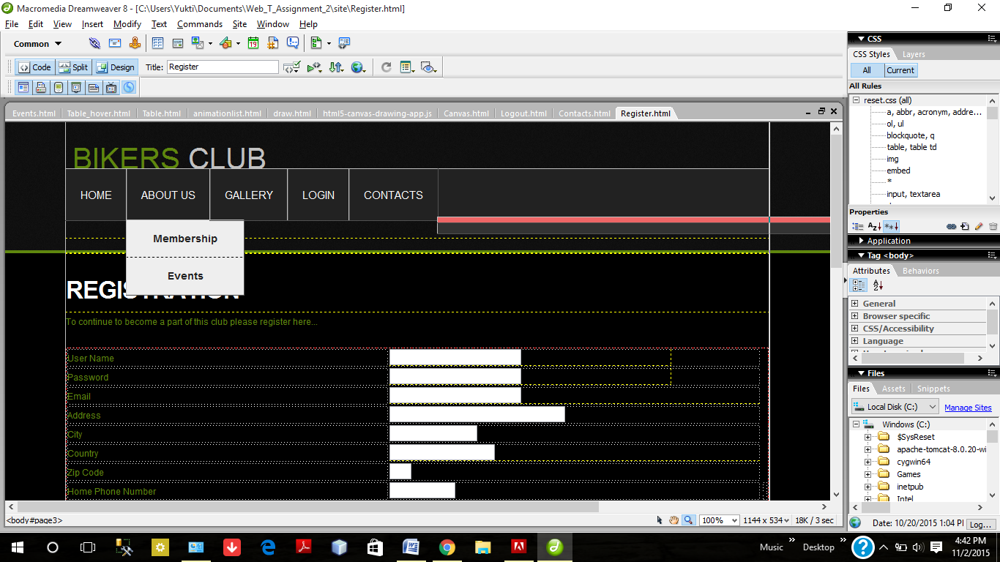 Macromedia Dreamweaver 8 - [C:\Users\Yukti\Documents\Web_T_Assignment_2\site\Register.html]
File Edit View Insert Modify Text Commands Site Window Help
Common
Code Split Design Title: Register
Events.html Table_hover.html Table.html animationlist.html draw.html html5-canvas-drawing-app.js Canvas.html Logout.html Contacts.html Register.html
BIKERS CLUB
HOME ABOUT US GALLERY LOGIN CONTACTS
Membership
Events
REGISTRATION
To continue to become a part of this club please register here...
User Name
Password
Email
Address
City
Country
Zip Code
Home Phone Number
<body#page3> 100% 1144 x 534 18K / 3 sec
CSS
CSS Styles Layers
All Current
All Rules
reset.css (all)
a, abbr, acronym, addre...
ol, ul
blockquote, q
table, table td
img
embed
*
input, textarea
Properties
Application
Tag <body>
Attributes Behaviors
General
Browser specific
CSS/Accessibility
Language
Files
Files Assets Snippets
Local Disk (C:) Manage Sites
Windows (C:)
$SysReset
apache-tomcat-8.0.20-wi
cygwin64
Games
inetpub
Intel
Date: 10/20/2015 1:04 PI Log...
Music Desktop
4:42 PM
11/2/2015